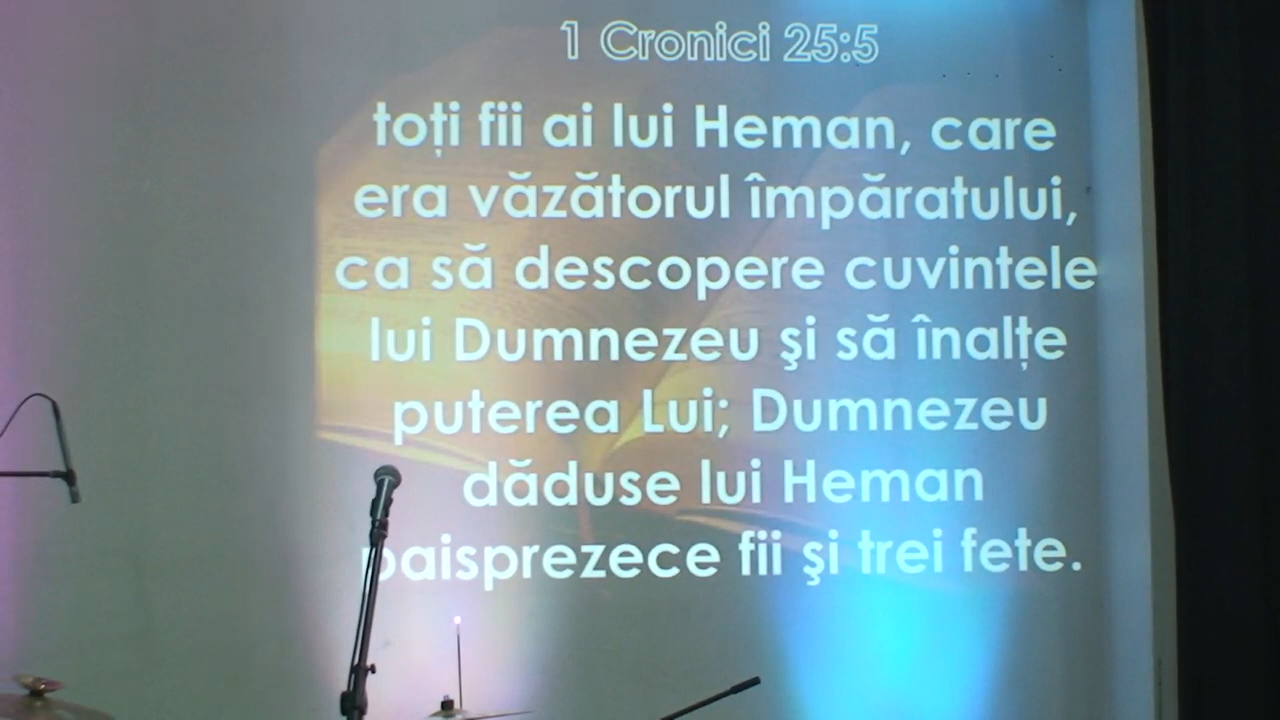 1 Cronici 25:5
toți fii ai lui Heman, care
era văzătorul împăratului,
ca să descopere cuvintele
lui Dumnezeu şi să înalțe
puterea Lui; Dumnezeu
dăduse lui Heman
paisprezece fii şi trei fete.